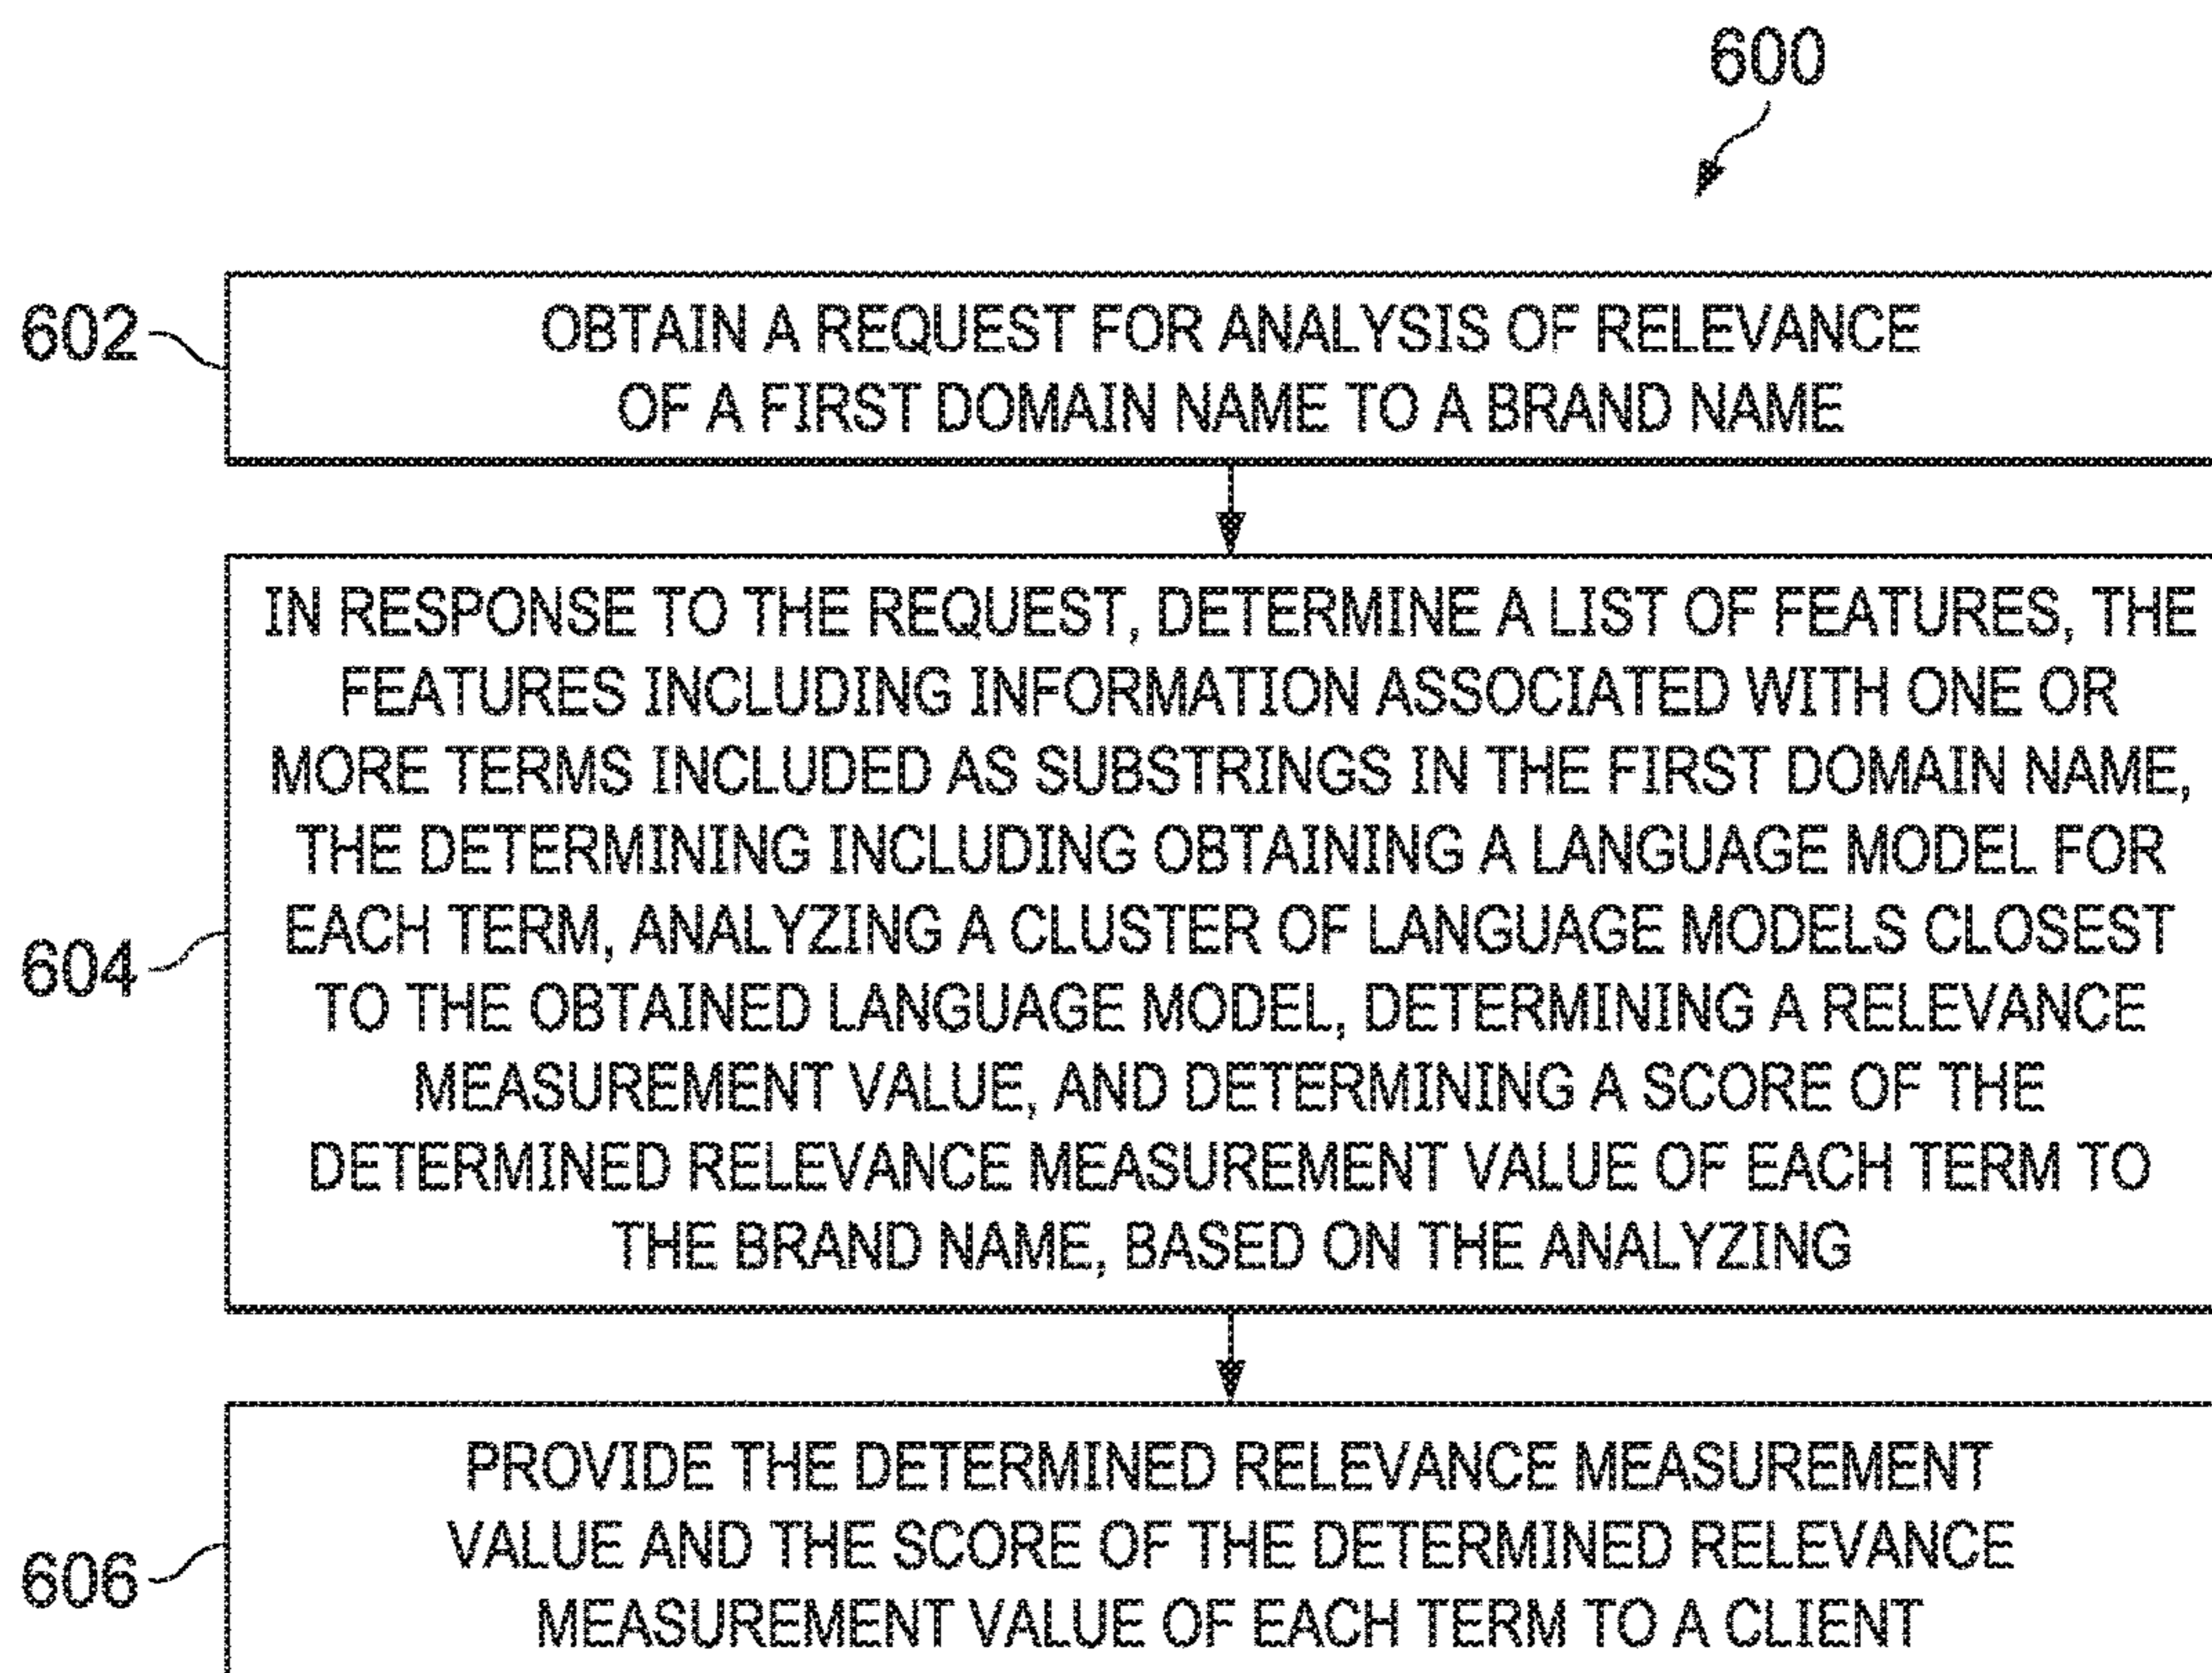 600
602
OBTAIN A REQUEST FOR ANALYSIS OF RELEVANCE
OF A FIRST DOMAIN NAME TO A BRAND NAME
604
IN RESPONSE TO THE REQUEST, DETERMINE A LIST OF FEATURES, THE
FEATURES INCLUDING INFORMATION ASSOCIATED WITH ONE OR
MORE TERMS INCLUDED AS SUBSTRINGS IN THE FIRST DOMAIN NAME,
THE DETERMINING INCLUDING OBTAINING A LANGUAGE MODEL FOR
EACH TERM, ANALYZING A CLUSTER OF LANGUAGE MODELS CLOSEST
TO THE OBTAINED LANGUAGE MODEL, DETERMINING A RELEVANCE
MEASUREMENT VALUE, AND DETERMINING A SCORE OF THE
DETERMINED RELEVANCE MEASUREMENT VALUE OF EACH TERM TO
THE BRAND NAME, BASED ON THE ANALYZING
606
PROVIDE THE DETERMINED RELEVANCE MEASUREMENT
VALUE AND THE SCORE OF THE DETERMINED RELEVANCE
MEASUREMENT VALUE OF EACH TERM TO A CLIENT